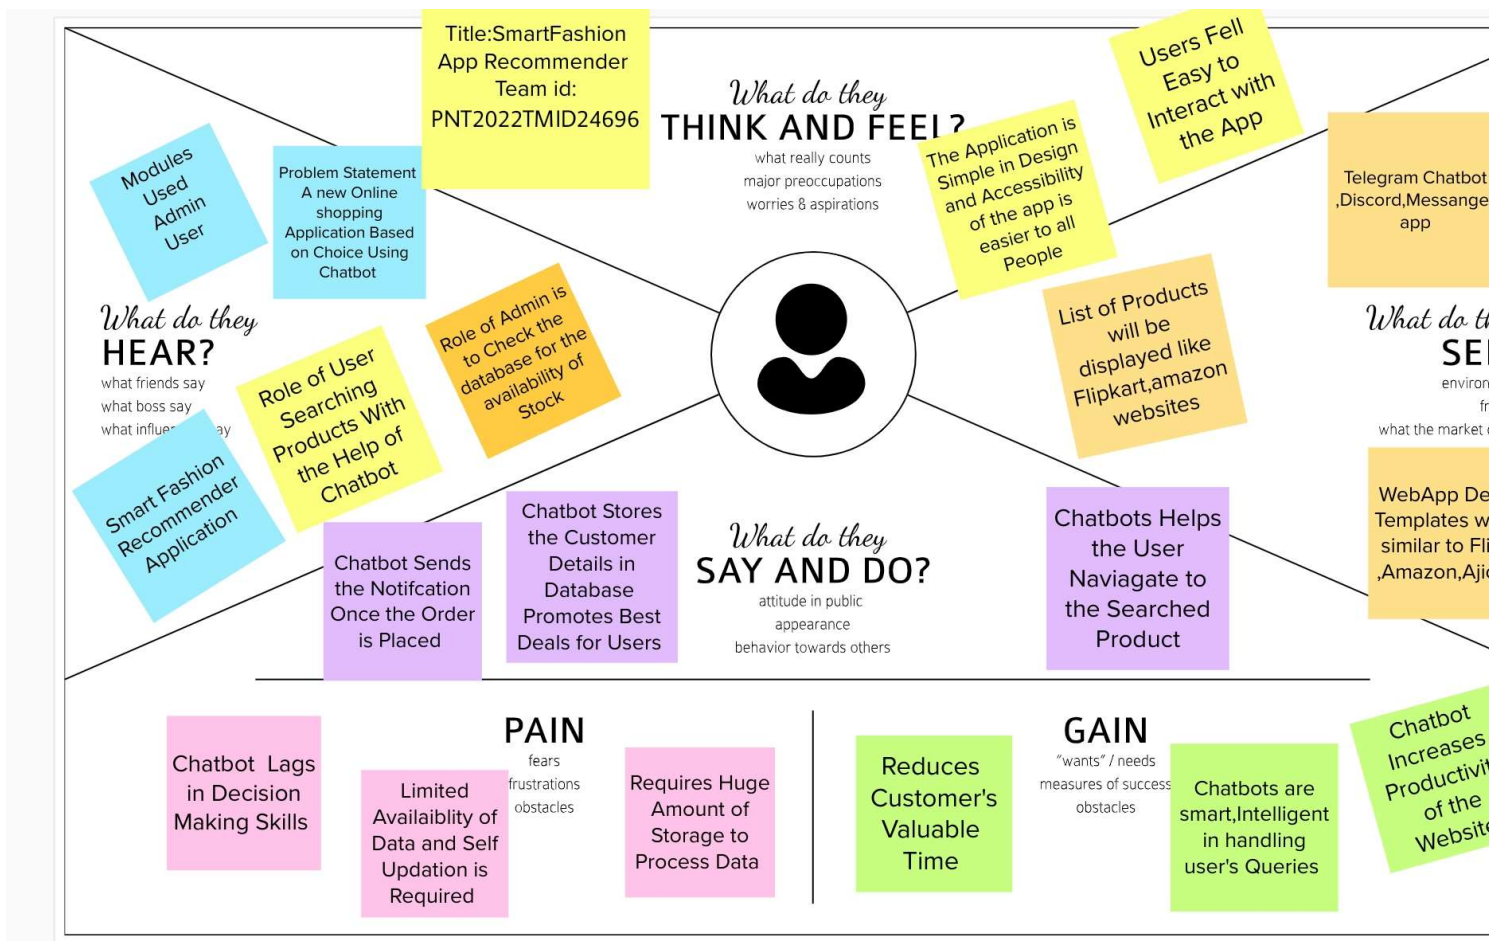 Title:SmartFashion
App Recommender
Team id:
PNT2022TMID24696
What do they
THINK AND FEEL?
what really counts
major preoccupations
worries & aspirations
Users Fell
Easy to
Interact with
the App
The Application is
Simple in Design
and Accessibility
of the app is
easier to all
People
Modules
Used
Admin
User
Problem Statement
A new Online
shopping
Application Based
on Choice Using
Chatbot
What do they
HEAR?
what friends say
what boss say
what
Role of User
Searching
Products With
the Help of
Chatbot
Role of Admin is
to Check the
database for the
availability of
Stock
Smart Fashion
Recommender
Application
Telegram Chatbot
,Discord,Messange
app
List of Products
will be
displayed like
Flipkart,amazon
websites
What do
what the market
WebApp
Templates
similar to
,Amazon,
Chatbot Sends
the Notifcation
Once the Order
is Placed
Chatbot Stores
the Customer
Details in
Database
Promotes Best
Deals for Users
What do they
SAY AND DO?
attitude in public
appearance
behavior towards others
Chatbots Helps
the User
Naviagate to
the Searched
Product
PAIN
fears
frustrations
obstacles
Chatbot Lags
in Decision
Making Skills
Limited
Availaiblity of
Data and Self
Updation is
Required
Requires Huge
Amount of
Storage to
Process Data
GAIN
"wants" / needs
measures of success
obstacles
Reduces
Customer's
Valuable
Time
Chatbots are
smart,Intelligent
in handling
user's Queries
Chatbot
Increases
Productivit
of the
Website